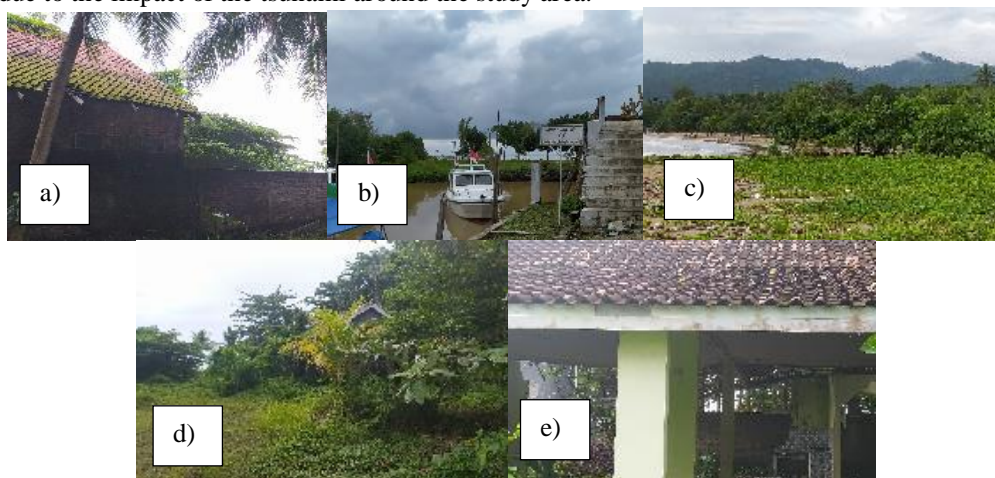 due to the impact of the tsunami around the study area.
a)
b)
c)
d)
e)